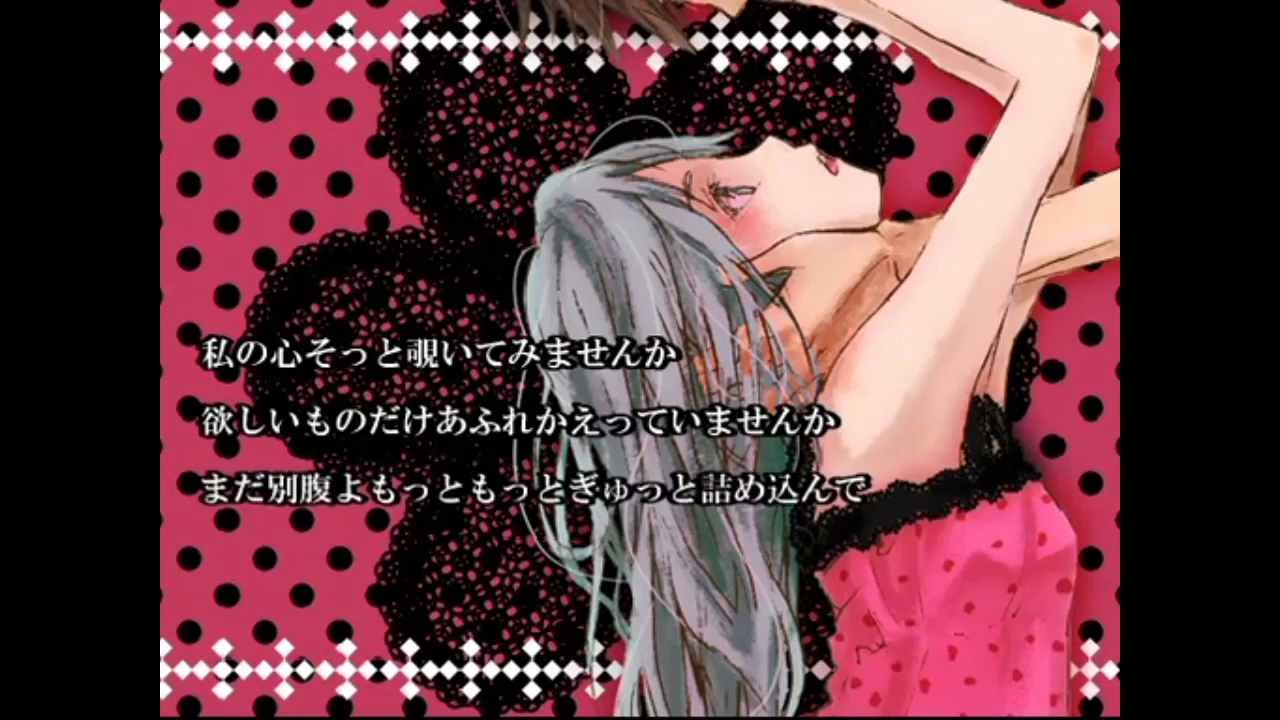 私の心そっと覗いてみませんか
欲しいものだけあふれかえっていませんか
まだ別腹よもっともっとぎゅっと詰め込んで